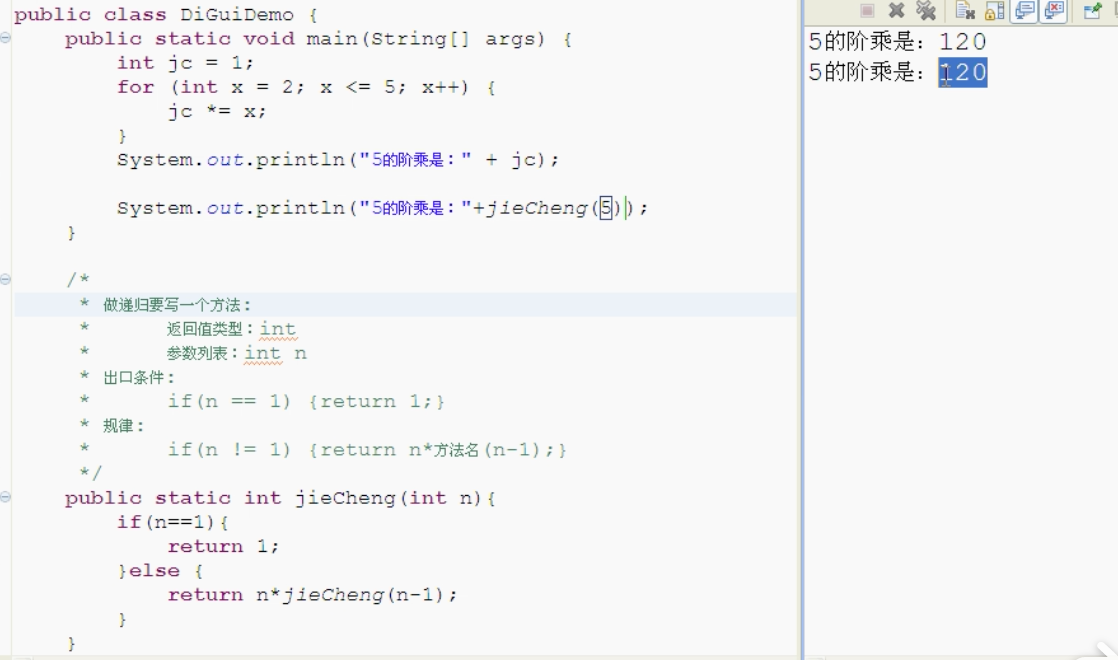 public class DiGuiDemo {
public static void main(String[] args) {
int jc = 1;
for (int x = 2; x <= 5; x++) {
jc *= x;
}
System.out.println("5的阶乘是：" + jc);
System.out.println("5的阶乘是："+jieCheng(5));
}
/*
* 做递归要写一个方法：
* 返回值类型：int
* 参数列表：int n
* 出口条件：
* if(n == 1) {return 1;}
* 规律：
* if(n != 1) {return n*方法名(n-1);}
*/
public static int jieCheng(int n){
if(n==1){
return 1;
}else {
return n*jieCheng(n-1);
}
}
5的阶乘是：120
5的阶乘是：120